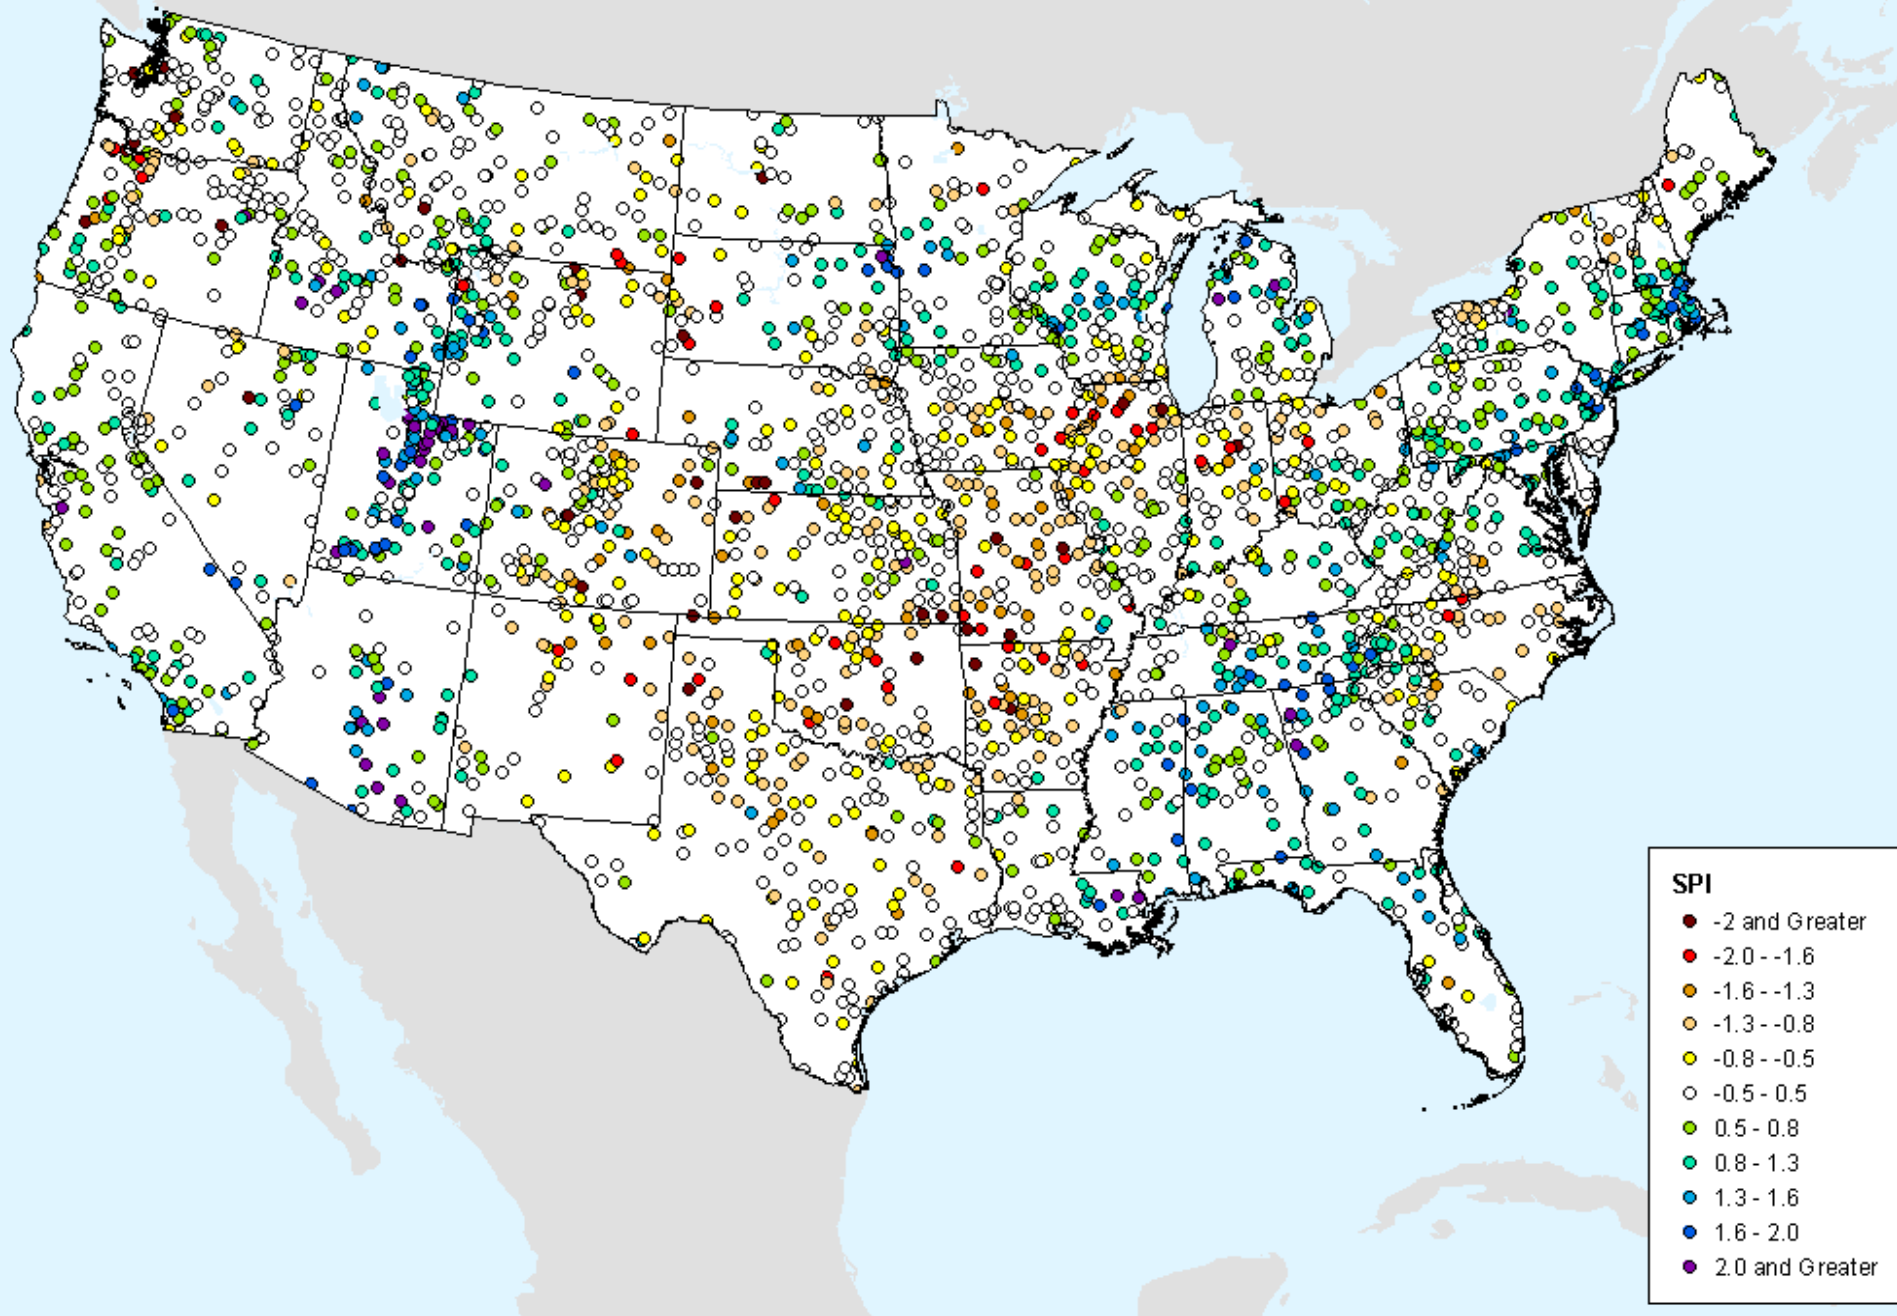 SPI
-2 and Greater
-2.0 - -1.6
-1.6 - -1.3
-1.3 - -0.8
-0.8 - -0.5
-0.5 - 0.5
0.5 - 0.8
0.8 - 1.3
1.3 - 1.6
1.6 - 2.0
2.0 and Greater